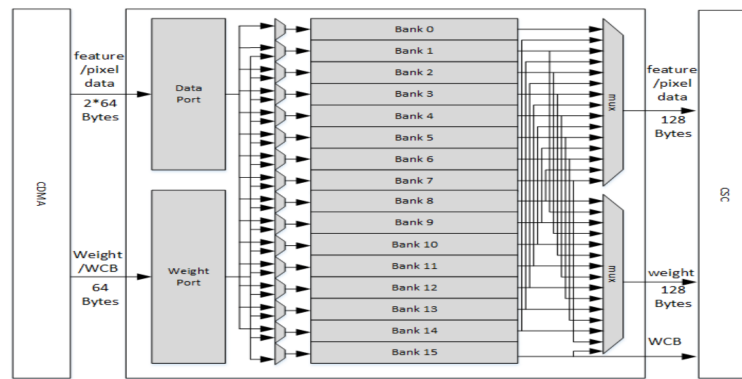 CDMA
feature
/pixel
data
2*64
Bytes
Weight
/WCB
64
Bytes
Data
Port
Weight
Port
Bank 0
Bank 1
Bank 2
Bank 3
Bank 4
Bank 5
Bank 6
Bank 7
Bank 8
Bank 9
Bank 10
Bank 11
Bank 12
Bank 13
Bank 14
Bank 15
mux
mux
feature
/pixel
data
128
Bytes
weight
128
Bytes
WCB
CSC